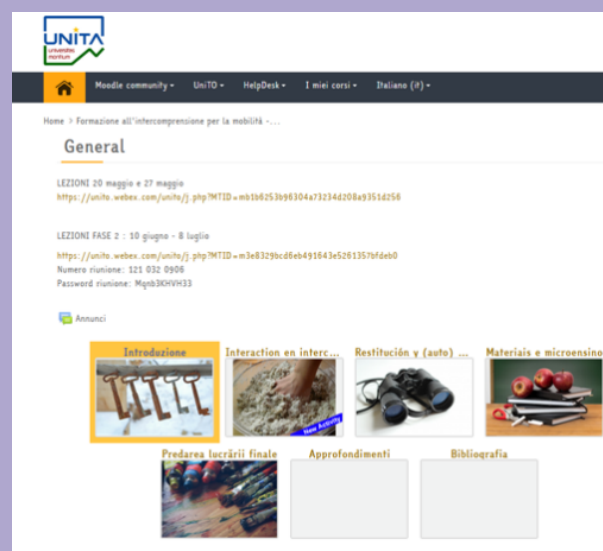 UNITA
universitas
montium
Moodle community
UniTO
HelpDesk
I miei corsi
Italiano (it)
Home > Formazione all'intercomprensione per la mobilità -...
General
LEZIONI 20 maggio e 27 maggio
https://unito.webex.com/unito/j.php?MTID=mb1b6253b96304a73234d208a9351d256
LEZIONI FASE 2 : 10 giugno - 8 luglio
https://unito.webex.com/unito/j.php?MTID=m3e8329bcd6eb491643e5261357bfdeb0
Numero riunione: 121 032 0906
Password riunione: Mqnb3KHVH33
Annunci
Introduzione
Interaction en interc...
Restitución y (auto) ...
Materiais e microensino
New Activity
Predarea lucrării finale
Approfondimenti
Bibliografia